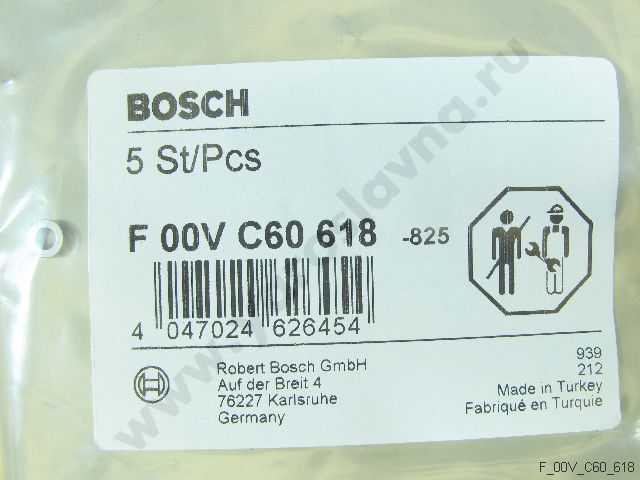 BOSCH
5 St/Pcs
F 00V C60 618 -825
4 047024 626454
Robert Bosch GmbH
Auf der Breit 4
76227 Karlsruhe
Germany
939
212
Made in Turkey
Fabriqué en Turquie
F_00V_C60_618